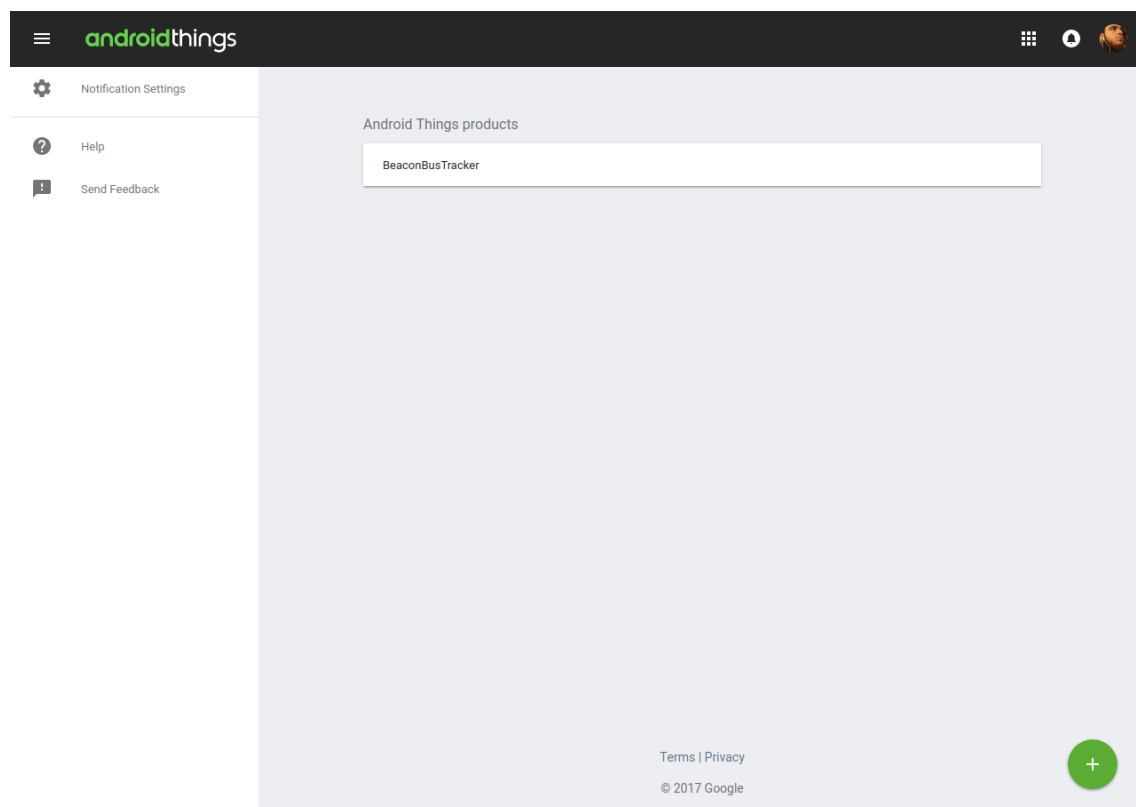 androidthings
Notification Settings
Help
Send Feedback
Android Things products
BeaconBusTracker
Terms | Privacy
© 2017 Google